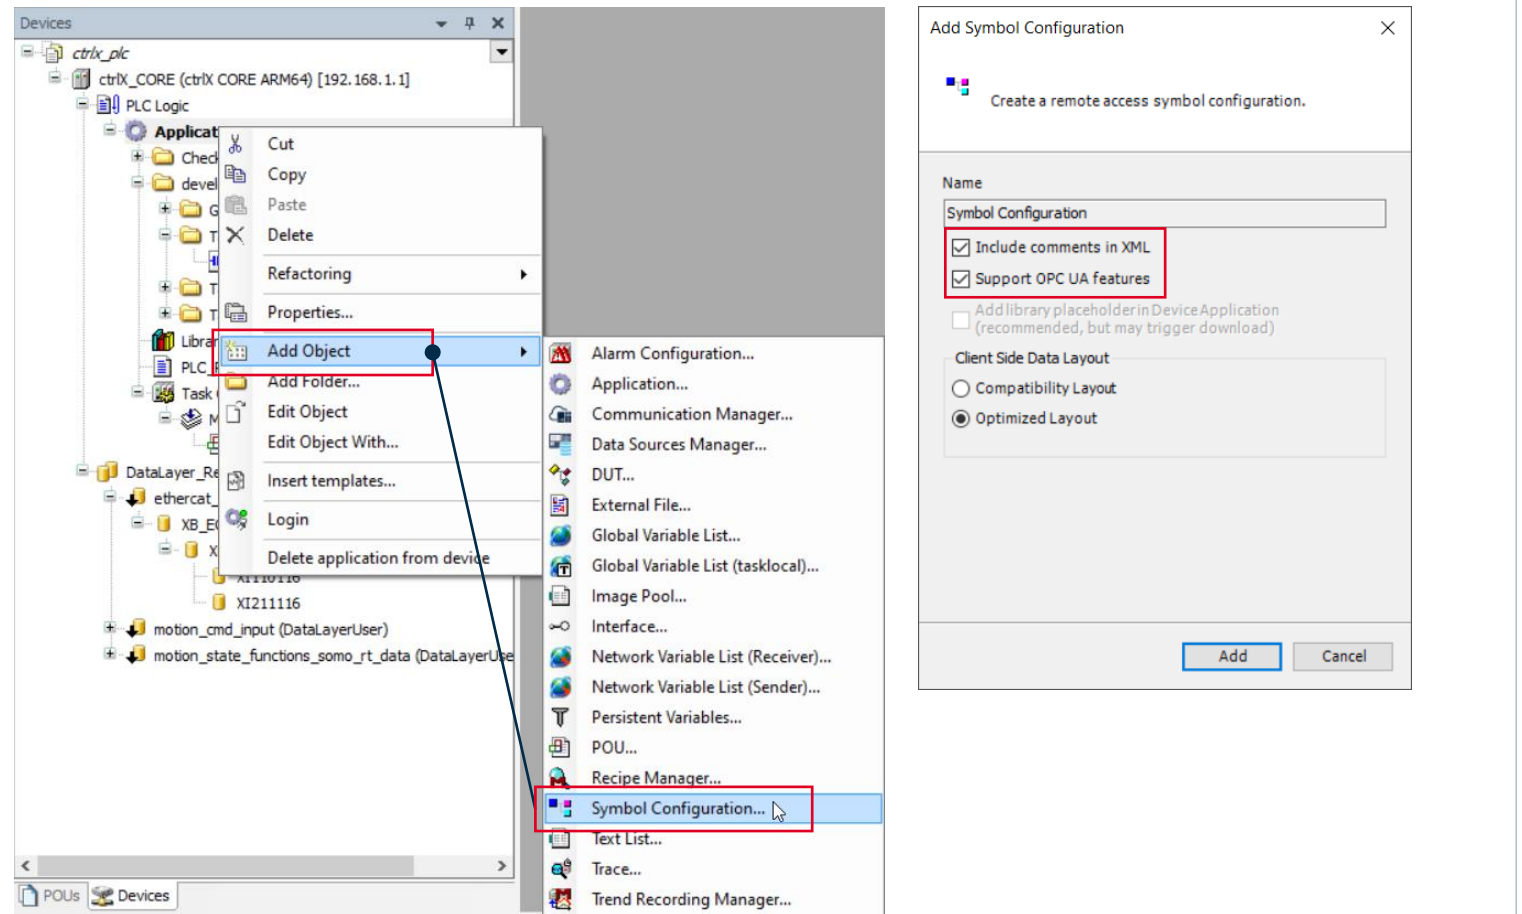 Devices
ctrlx_plc
ctrlX_CORE (ctrlX CORE ARM64) [192.168.1.1]
PLC Logic
Applicat
Check
devel
G
T
T
T
Librar
PLC_P
Task
M
DataLayer_Re
ethercat_
XB_EC
X
XI110116
XI211116
motion_cmd_input (DataLayerUser)
motion_state_functions_somo_rt_data (DataLayerUse
POUs
Devices
Cut
Copy
Paste
Delete
Refactoring
Properties...
Add Object
Add Folder...
Edit Object
Edit Object With...
Insert templates...
Login
Delete application from device
Alarm Configuration...
Application...
Communication Manager...
Data Sources Manager...
DUT...
External File...
Global Variable List...
Global Variable List (tasklocal)...
Image Pool...
Interface...
Network Variable List (Receiver)...
Network Variable List (Sender)...
Persistent Variables...
POU...
Recipe Manager...
Symbol Configuration...
Text List...
Trace...
Trend Recording Manager...
Add Symbol Configuration
Create a remote access symbol configuration.
Name
Symbol Configuration
Include comments in XML
Support OPC UA features
Add library placeholder in Device Application
(recommended, but may trigger download)
Client Side Data Layout
Compatibility Layout
Optimized Layout
Add
Cancel